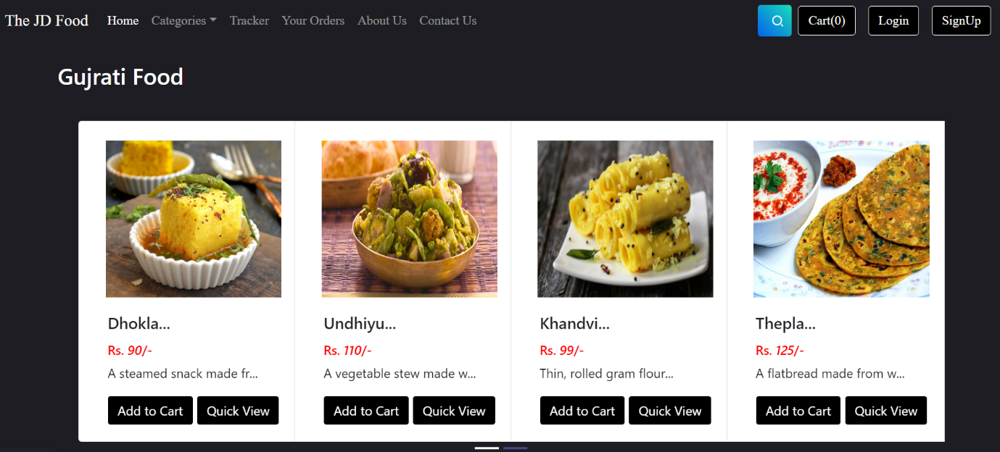 The JD Food Home Categories Tracker Your Orders About Us Contact Us Cart(0) Login SignUp
Gujrati Food
Dhokla... Undhiyu... Khandvi... Thepla...
Rs. 90/- Rs. 110/- Rs. 99/- Rs. 125/-
A steamed snack made fr... A vegetable stew made w... Thin, rolled gram flour... A flatbread made from w...
Add to Cart Quick View Add to Cart Quick View Add to Cart Quick View Add to Cart Quick View